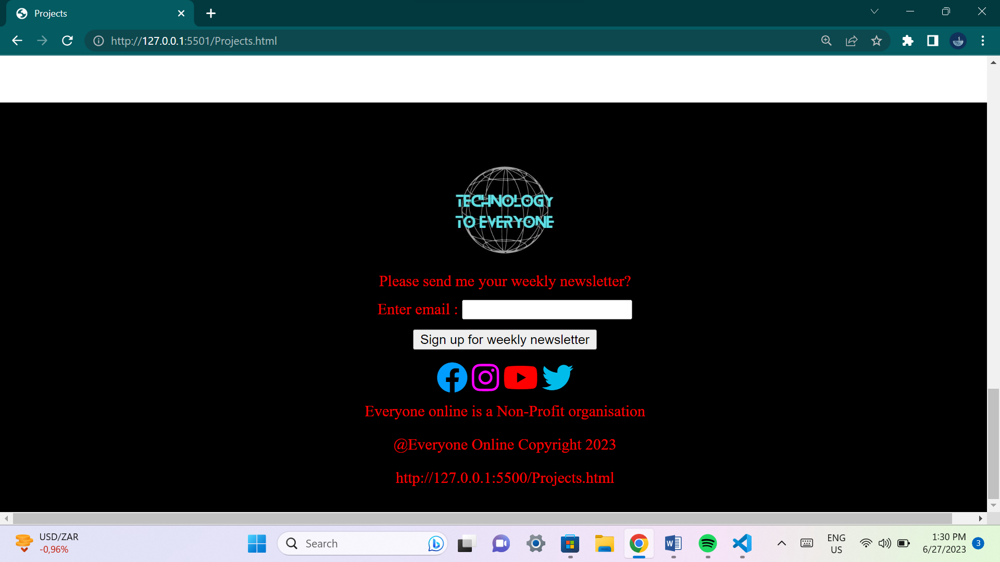 Projects
http://127.0.0.1:5501/Projects.html
TECHNOLOGY
TO EVERYONE
Please send me your weekly newsletter?
Enter email :
Sign up for weekly newsletter
Everyone online is a Non-Profit organisation
@Everyone Online Copyright 2023
http://127.0.0.1:5500/Projects.html
USD/ZAR
-0,96%
Search
ENG
US
1:30 PM
6/27/2023
3